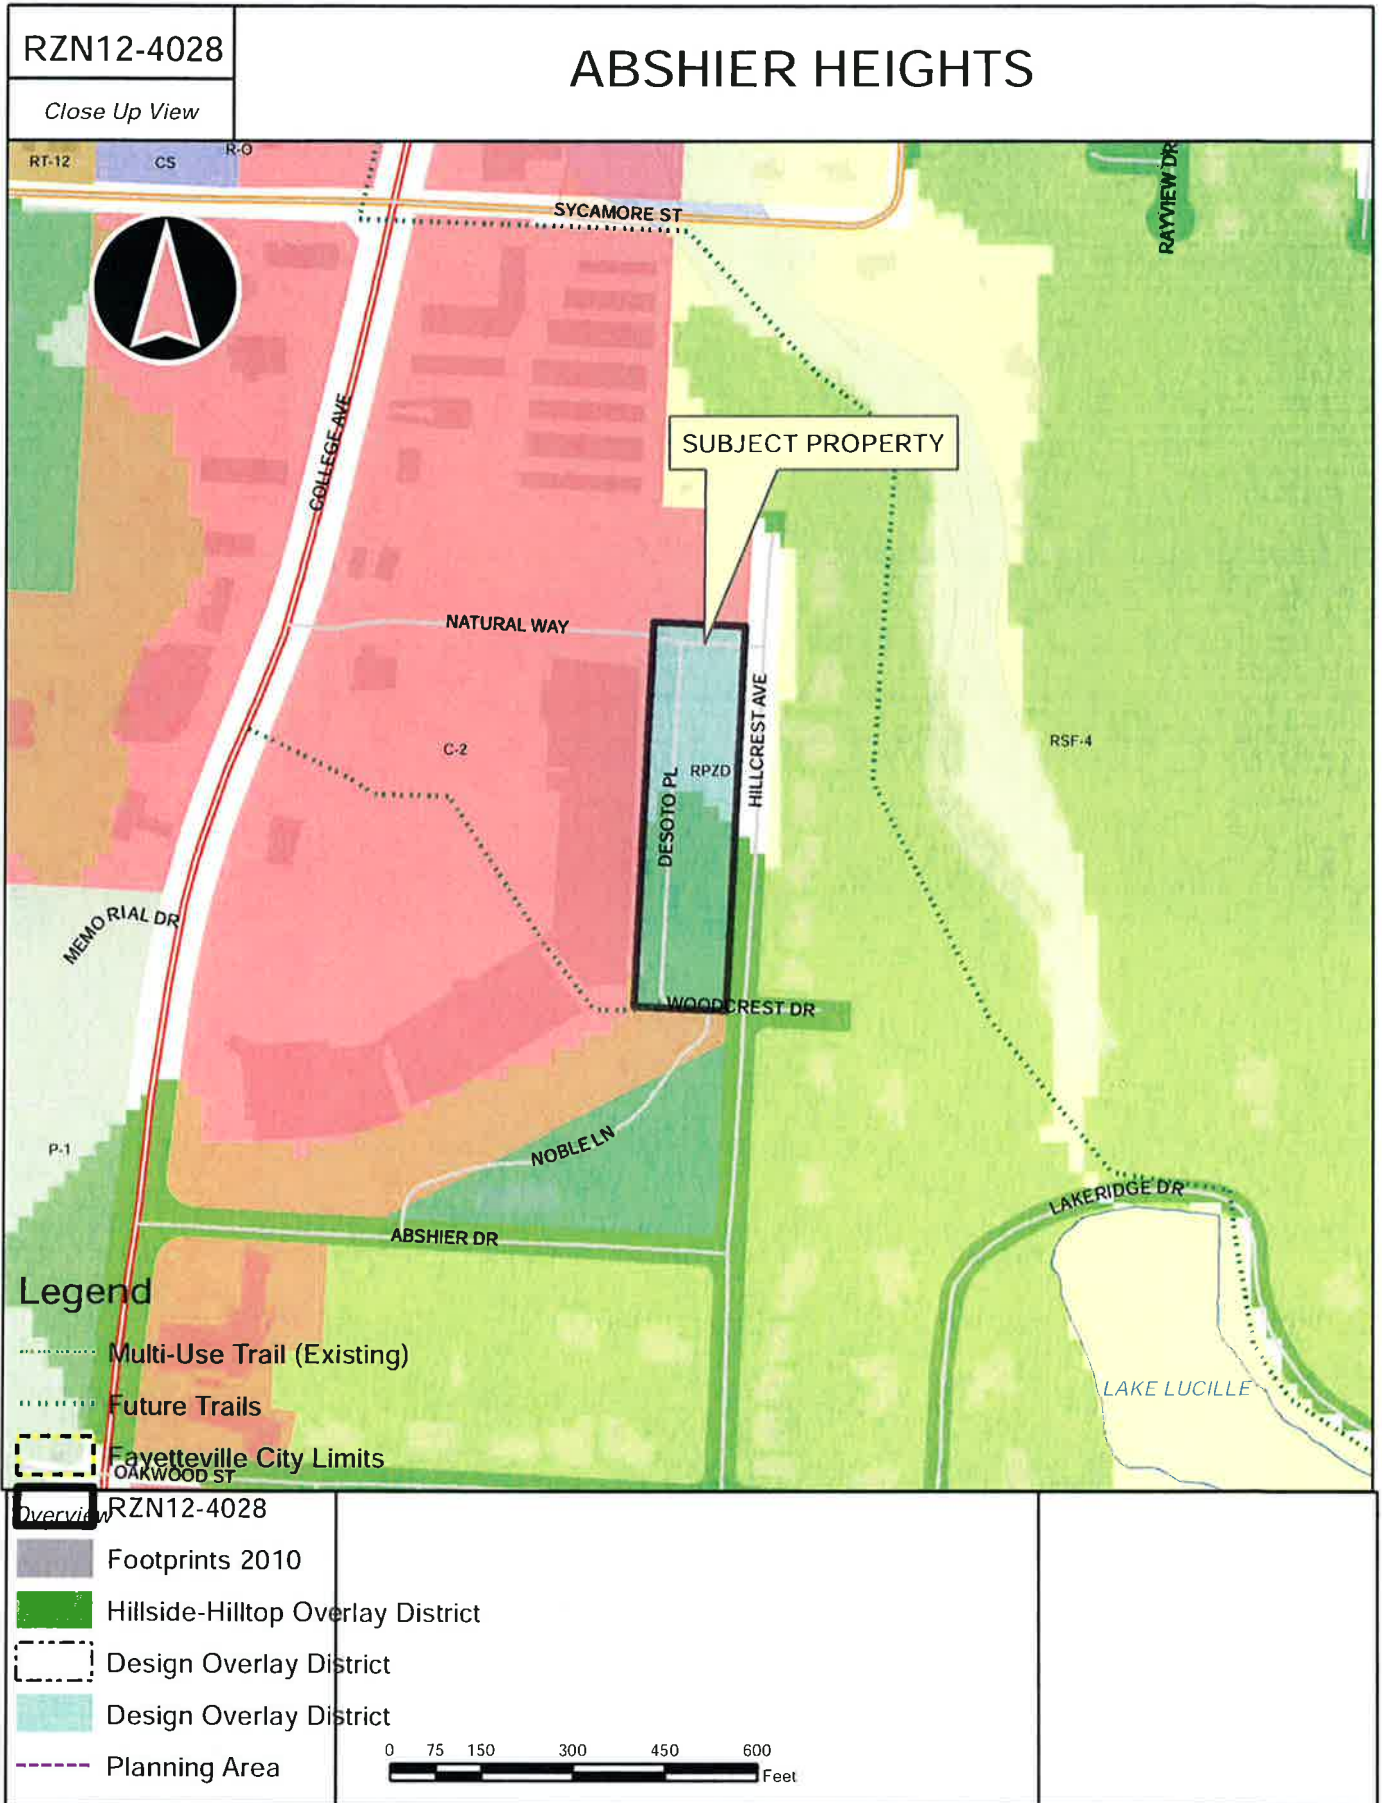 RZN12-4028
ABSHIER HEIGHTS
Close Up View
RT-12
CS
R-O
RAYVIEW DR
SYCAMORE ST
COLLEGE AVE
SUBJECT PROPERTY
NATURAL WAY
HILLCREST AVE
C-2
RPZD
RSF-4
DESOTO PL
MEMORIAL DR
WOODCREST DR
P-1
NOBLE LN
LAKERIDGE DR
ABSHIER DR
Legend
Multi-Use Trail (Existing)
LAKE LUCILLE
Future Trails
Fayetteville City Limits
OAKWOOD ST
Overview
RZN12-4028
Footprints 2010
Hillside-Hilltop Overlay District
Design Overlay District
Design Overlay District
Planning Area
0 75 150 300 450 600
Feet